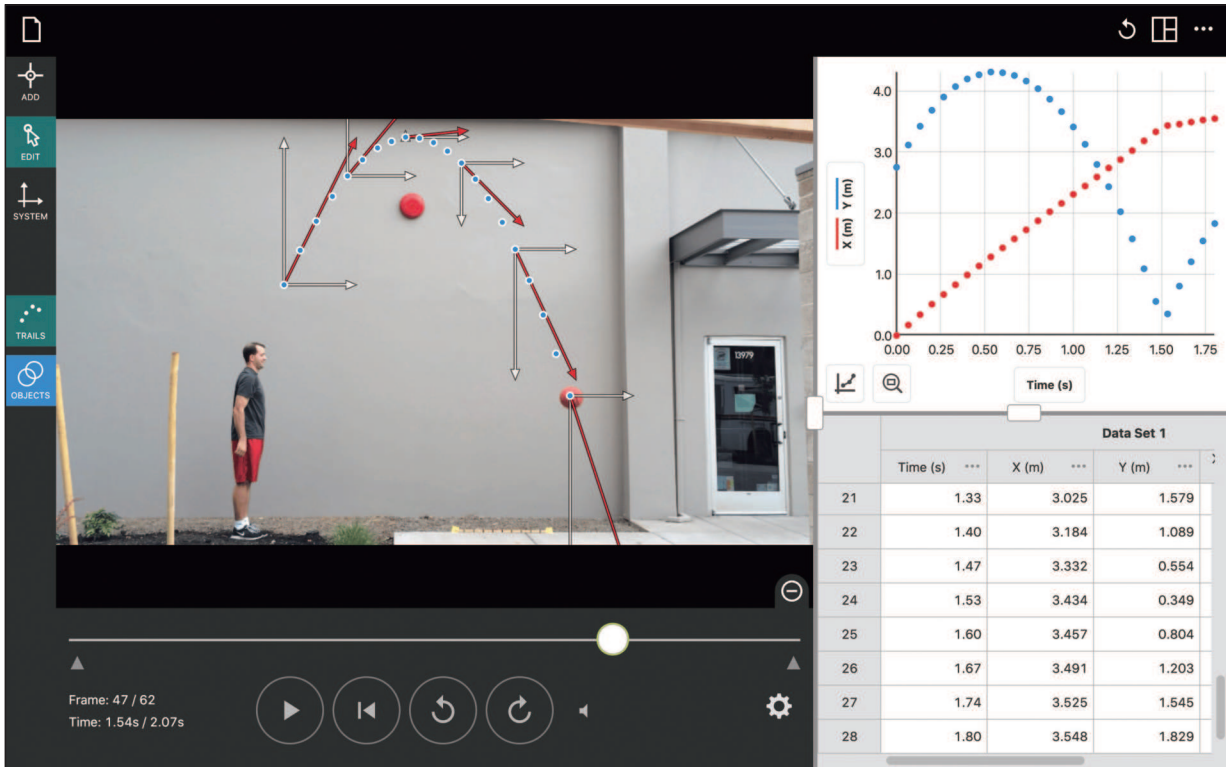 ADD
EDIT
SYSTEM
TRAILS
OBJECTS
13979
Frame: 47 / 62
Time: 1.54s / 2.07s
Y (m)
X (m)
4.0
3.0
2.0
1.0
0.0
0.00 0.25 0.50 0.75 1.00 1.25 1.50 1.75
Time (s)
Data Set 1
Time (s) X (m) Y (m)
21 1.33 3.025 1.579
22 1.40 3.184 1.089
23 1.47 3.332 0.554
24 1.53 3.434 0.349
25 1.60 3.457 0.804
26 1.67 3.491 1.203
27 1.74 3.525 1.545
28 1.80 3.548 1.829